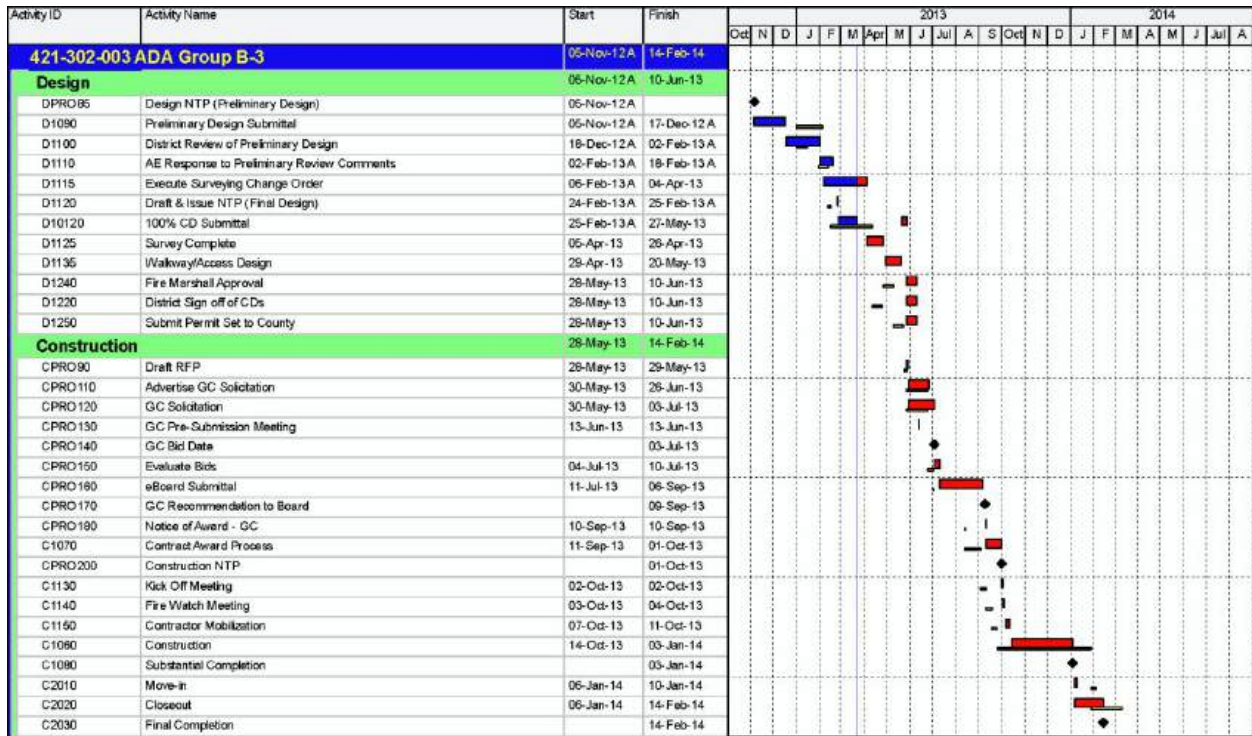 Activity ID Activity Name Start Finish 2013 2014
Oct N D J F M Apr M J Jul A S Oct N D J F M A M J Jul A
421-302-003 ADA Group B-3 05-Nov-12 A 14-Feb-14
Design 05-Nov-12 A 10-Jun-13
DPRO85 Design NTP (Preliminary Design) 05-Nov-12 A
D1090 Preliminary Design Submittal 05-Nov-12 A 17-Dec-12 A
D1100 District Review of Preliminary Design 18-Dec-12 A 02-Feb-13 A
D1110 AE Response to Preliminary Review Comments 02-Feb-13 A 18-Feb-13 A
D1115 Execute Surveying Change Order 06-Feb-13 A 04-Apr-13
D1120 Draft & Issue NTP (Final Design) 24-Feb-13 A 25-Feb-13 A
D10120 100% CD Submittal 25-Feb-13 A 27-May-13
D1125 Survey Complete 05-Apr-13 26-Apr-13
D1135 Walkway/Access Design 29-Apr-13 20-May-13
D1240 Fire Marshall Approval 28-May-13 10-Jun-13
D1220 District Sign off of CDs 28-May-13 10-Jun-13
D1250 Submit Permit Set to County 28-May-13 10-Jun-13
Construction 28-May-13 14-Feb-14
CPRO90 Draft RFP 28-May-13 29-May-13
CPRO110 Advertise GC Solicitation 30-May-13 26-Jun-13
CPRO120 GC Solicitation 30-May-13 03-Jul-13
CPRO130 GC Pre-Submission Meeting 13-Jun-13 13-Jun-13
CPRO140 GC Bid Date 03-Jul-13
CPRO150 Evaluate Bids 04-Jul-13 10-Jul-13
CPRO160 eBoard Submittal 11-Jul-13 06-Sep-13
CPRO170 GC Recommendation to Board 09-Sep-13
CPRO190 Notice of Award - GC 10-Sep-13 10-Sep-13
C1070 Contract Award Process 11-Sep-13 01-Oct-13
CPRO200 Construction NTP 01-Oct-13
C1130 Kick Off Meeting 02-Oct-13 02-Oct-13
C1140 Fire Watch Meeting 03-Oct-13 04-Oct-13
C1150 Contractor Mobilization 07-Oct-13 11-Oct-13
C1060 Construction 14-Oct-13 03-Jan-14
C1080 Substantial Completion 03-Jan-14
C2010 Move-in 06-Jan-14 10-Jan-14
C2020 Closeout 06-Jan-14 14-Feb-14
C2030 Final Completion 14-Feb-14